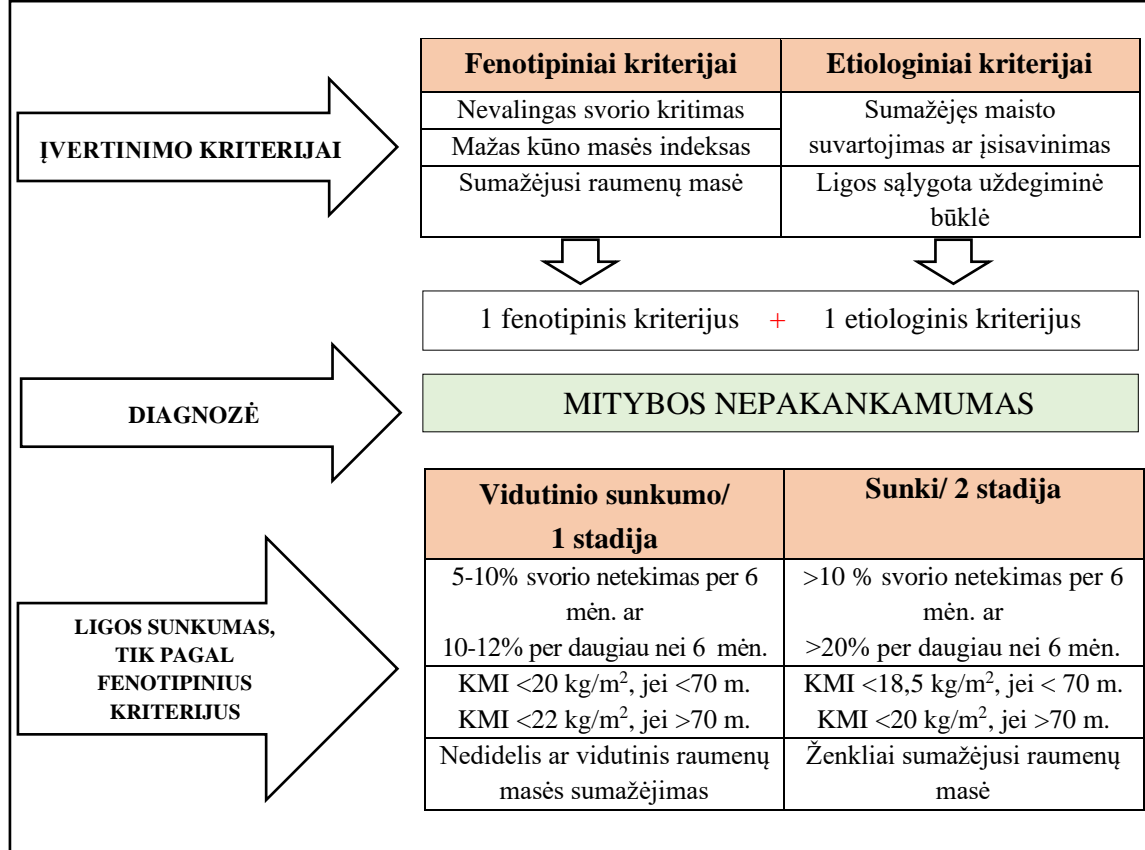 Fenotipiniai kriterijai
Etiologiniai kriterijai
ĮVERTINIMO KRITERIJAI
Nevalingas svorio kritimas
Mažas kūno masės indeksas
Sumažėjusi raumenų masė
Sumažėjęs maisto
suvartojimas ar įsisavinimas
Ligos sąlygota uždegiminė
būklė
1 fenotipinis kriterijus + 1 etiologinis kriterijus
DIAGNOZĖ
MITYBOS NEPAKANKAMUMAS
Vidutinio sunkumo/
1 stadija
Sunki/ 2 stadija
LIGOS SUNKUMAS,
TIK PAGAL
FENOTIPINIUS
KRITERIJUS
5-10% svorio netekimas per 6
mėn. ar
10-12% per daugiau nei 6 mėn.
>10 % svorio netekimas per 6
mėn. ar
>20% per daugiau nei 6 mėn.
KMI <20 kg/m², jei <70 m.
KMI <22 kg/m², jei >70 m.
KMI <18,5 kg/m², jei < 70 m.
KMI <20 kg/m², jei >70 m.
Nedidelis ar vidutinis raumenų
masės sumažėjimas
Ženkliai sumažėjusi raumenų
masė